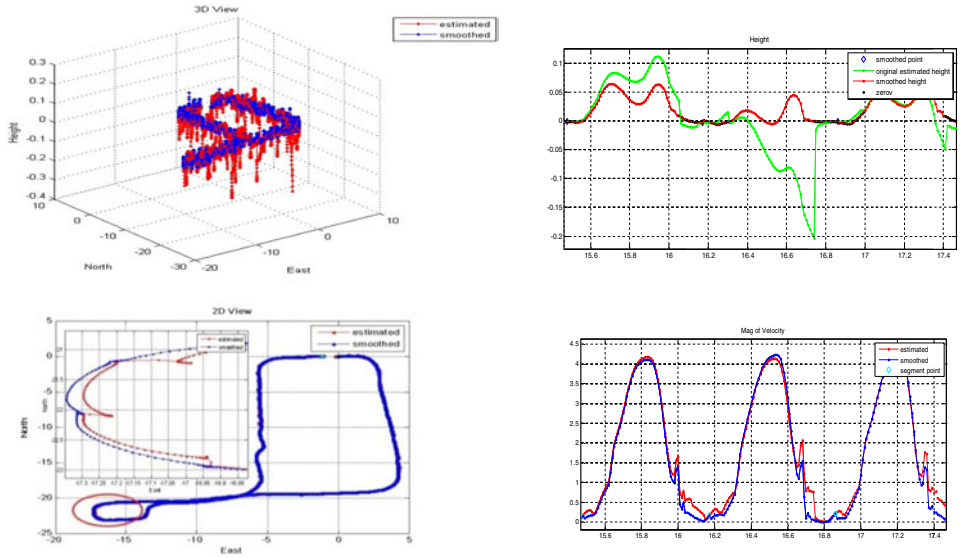 3D View
estimated
smoothed
0.3
0.2
0.1
0
-0.1
-0.2
-0.3
-0.4
Height
10
0
-10
-20
-30
North
-20
-10
0
10
East
Height
smoothed point
original estimated height
smoothed height
zerov
0.1
0.05
0
-0.05
-0.1
-0.15
-0.2
15.6 15.8 16 16.2 16.4 16.6 16.8 17 17.2 17.4
2D View
estimated
smoothed
5
0
-5
-10
-15
-20
-25
North
-20 -15 -10 -5 0 5
East
estimated
smoothed
East
Mag of Velocity
estimated
smoothed
segment point
4.5
4
3.5
3
2.5
2
1.5
1
0.5
0
15.6 15.8 16 16.2 16.4 16.6 16.8 17 17.2 17.4